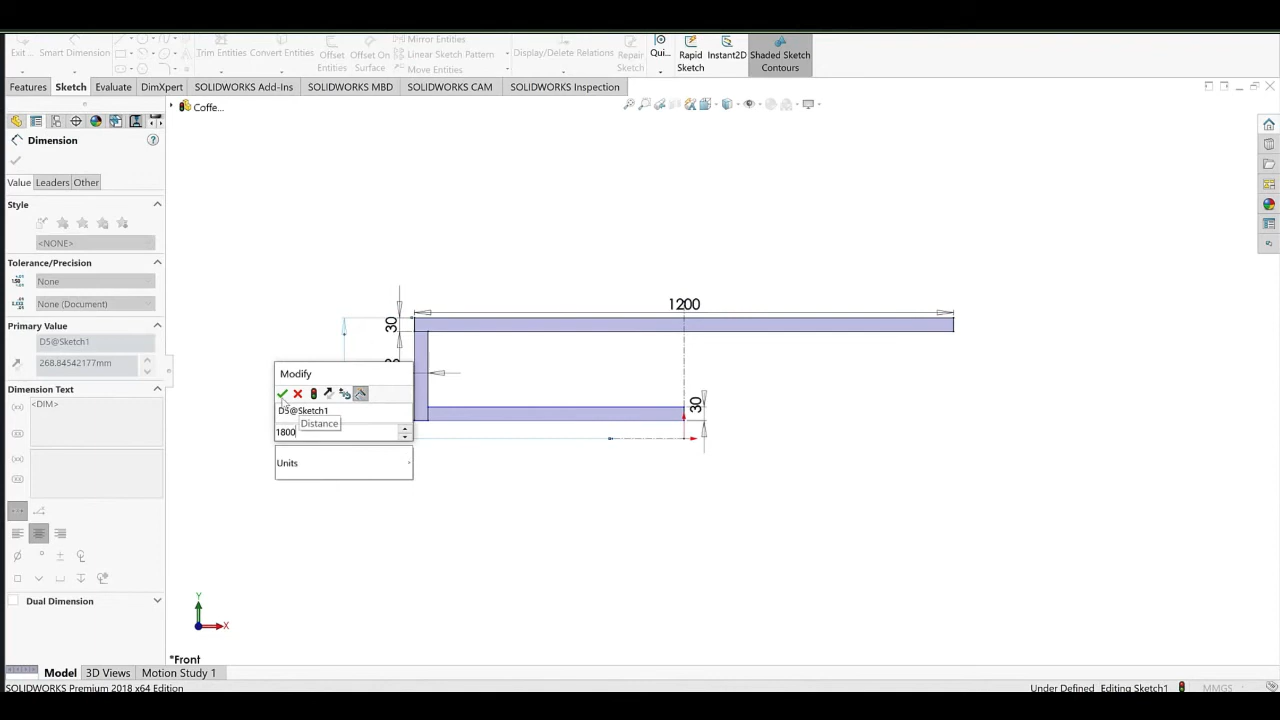 Mirror Entities
Exit ... Smart Dimension Trim Entities Convert Entities Offset Entities Offset On Surface Linear Sketch Pattern Display/Delete Relations Repair Sketch Qui... Rapid Sketch Instant2D Shaded Sketch Contours
Move Entities
Features Sketch Evaluate DimXpert SOLIDWORKS Add-Ins SOLIDWORKS MBD SOLIDWORKS CAM SOLIDWORKS Inspection
Coffe...
Dimension
Value Leaders Other
Style
<NONE>
Tolerance/Precision
None
None (Document)
Primary Value
D5@Sketch1
268.84542177mm
Dimension Text
<DIM>
Dual Dimension
1200
30
30
Modify
D5@Sketch1
Distance
1800
Units
Y
X
*Front
Model 3D Views Motion Study 1
SOLIDWORKS Premium 2018 x64 Edition
Under Defined Editing Sketch1 MMGS